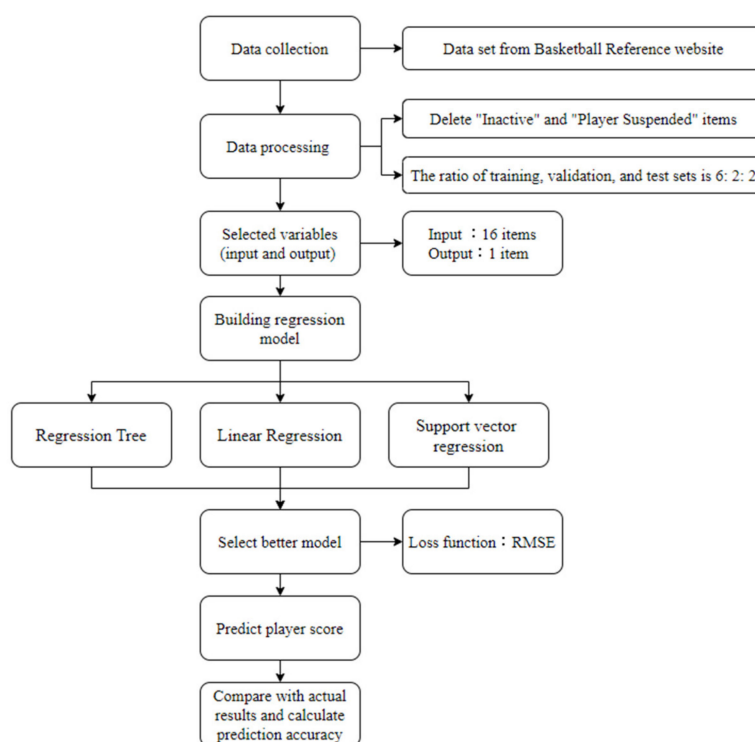 Data collection
Data set from Basketball Reference website
Data processing
Delete "Inactive" and "Player Suspended" items
The ratio of training, validation, and test sets is 6: 2: 2
Selected variables
(input and output)
Input ：16 items
Output：1 item
Building regression
model
Regression Tree
Linear Regression
Support vector
regression
Select better model
Loss function：RMSE
Predict player score
Compare with actual
results and calculate
prediction accuracy